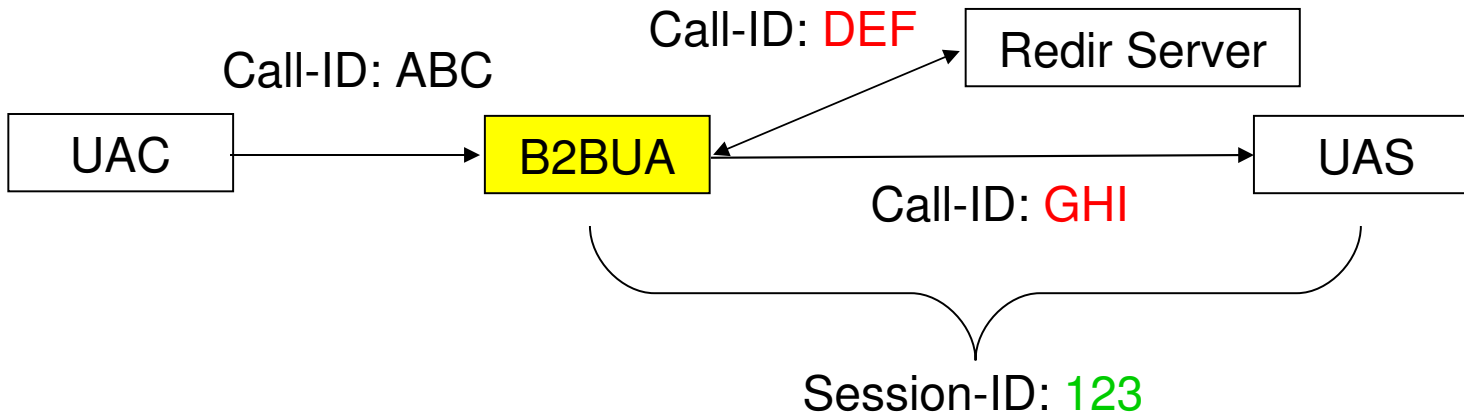 Call-ID: DEF
Redir Server
Call-ID: ABC
UAC
B2BUA
UAS
Call-ID: GHI
Session-ID: 123